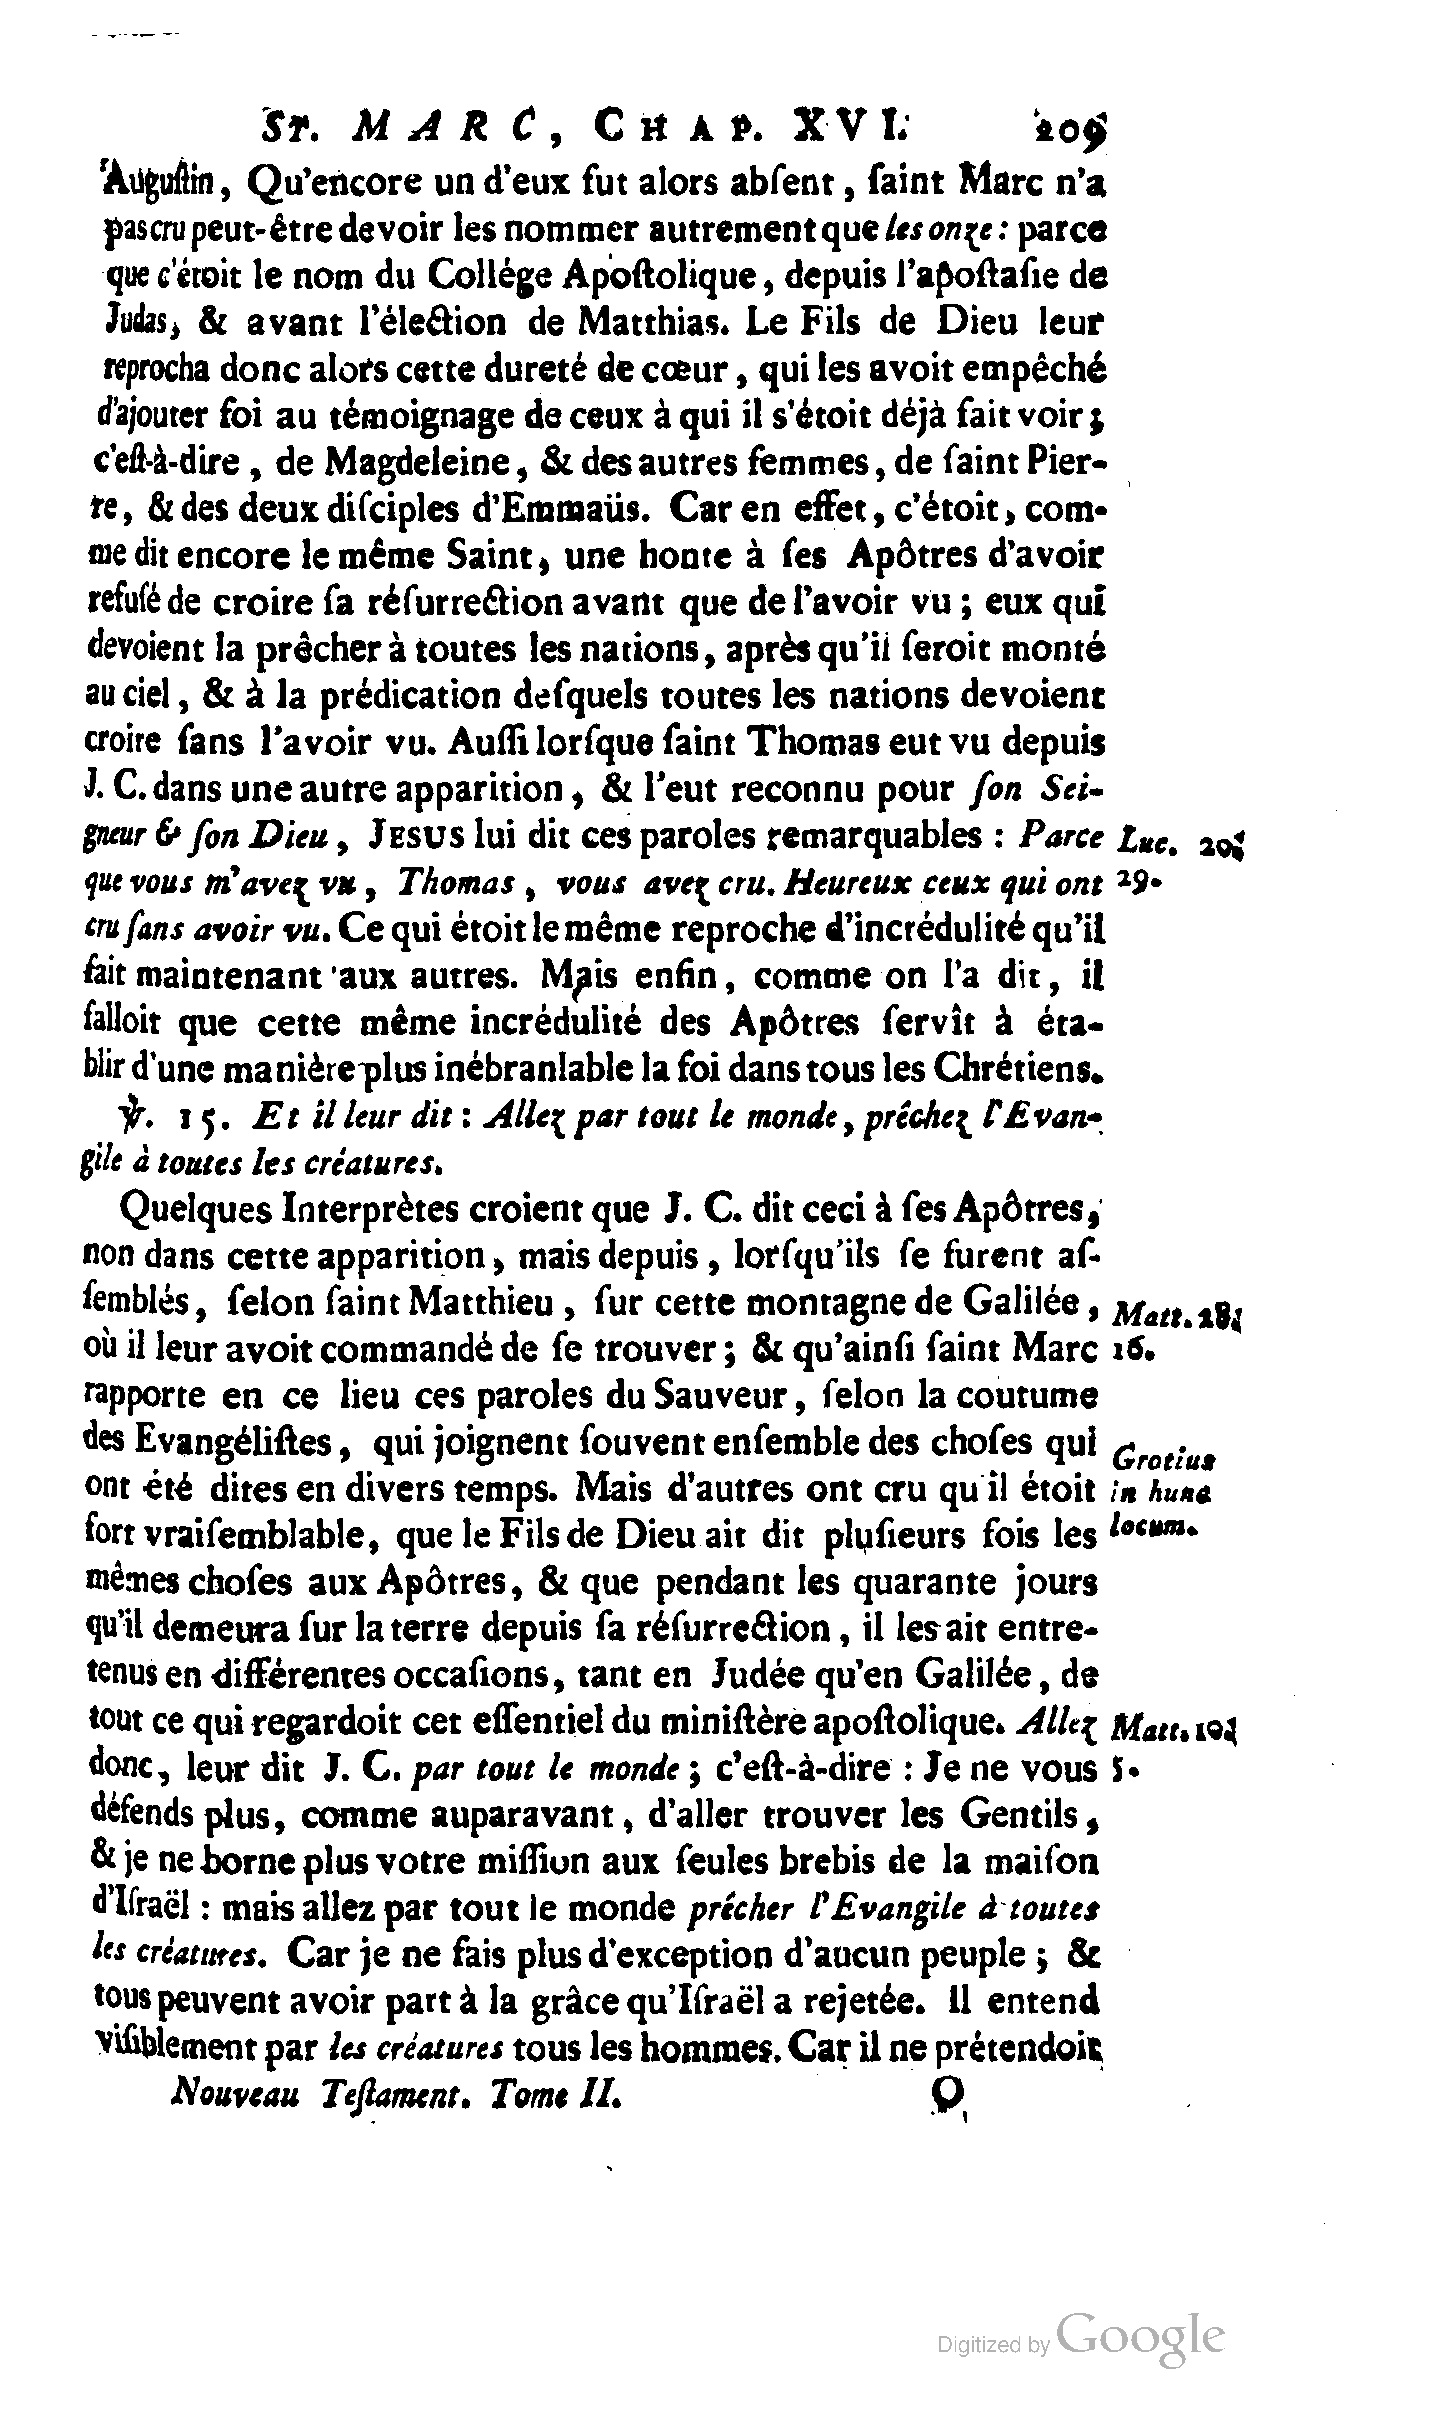 ST. MARC, CHAP. XVI. 209
Auguſtin, Qu'encore un d'eux fut alors abſent, ſaint Marc n'a
pas cru peut-être devoir les nommer autrement que les onze: parce
que c'étoit le nom du Collége Apoſtolique, depuis l'apoſtaſie de
Judas, & avant l'élection de Matthias. Le Fils de Dieu leur
reprocha donc alors cette dureté de cœur, qui les avoit empêché
d'ajouter foi au témoignage de ceux à qui il s'étoit déjà fait voir;
c'eſt-à-dire, de Magdeleine, & des autres femmes, de ſaint Pier-
re, & des deux diſciples d'Emmaüs. Car en effet, c'étoit, com-
me dit encore le même Saint, une honte à ſes Apôtres d'avoir
refuſé de croire ſa réſurrection avant que de l'avoir vu; eux qui
devoient la prêcher à toutes les nations, après qu'il ſeroit monté
au ciel, & à la prédication deſquels toutes les nations devoient
croire ſans l'avoir vu. Auſſi lorſque ſaint Thomas eut vu depuis
J. C. dans une autre apparition, & l'eut reconnu pour ſon Sei-
gneur & ſon Dieu, JESUS lui dit ces paroles remarquables : Parce
Luc. 20.
que vous m'avez vu, Thomas, vous avez cru. Heureux ceux qui ont
29.
cru ſans avoir vu. Ce qui étoit le même reproche d'incrédulité qu'il
fait maintenant aux autres. Mais enfin, comme on l'a dit, il
falloit que cette même incrédulité des Apôtres ſervît à éta-
blir d'une manière plus inébranlable la foi dans tous les Chrétiens.
℣. 15. Et il leur dit : Allez par tout le monde, prêchez l'Evan-
gile à toutes les créatures.
Quelques Interprètes croient que J. C. dit ceci à ſes Apôtres,
non dans cette apparition, mais depuis, lorſqu'ils ſe furent aſ-
ſemblés, ſelon ſaint Matthieu, ſur cette montagne de Galilée,
Matt. 28.
où il leur avoit commandé de ſe trouver; & qu'ainſi ſaint Marc
16.
rapporte en ce lieu ces paroles du Sauveur, ſelon la coutume
des Evangéliſtes, qui joignent ſouvent enſemble des choſes qui
Grotius
ont été dites en divers temps. Mais d'autres ont cru qu'il étoit
in hunc
fort vraiſemblable, que le Fils de Dieu ait dit pluſieurs fois les
locum.
mêmes choſes aux Apôtres, & que pendant les quarante jours
qu'il demeura ſur la terre depuis ſa réſurrection, il les ait entre-
tenus en différentes occaſions, tant en Judée qu'en Galilée, de
tout ce qui regardoit cet eſſentiel du miniſtère apoſtolique. Allez
Matt. 10.
donc, leur dit J. C. par tout le monde; c'eſt-à-dire : Je ne vous
5.
défends plus, comme auparavant, d'aller trouver les Gentils,
& je ne borne plus votre miſſion aux ſeules brebis de la maiſon
d'Iſraël : mais allez par tout le monde prêcher l'Evangile à toutes
les créatures. Car je ne fais plus d'exception d'aucun peuple; &
tous peuvent avoir part à la grâce qu'Iſraël a rejetée. Il entend
viſiblement par les créatures tous les hommes. Car il ne prétendoit
Nouveau Teſtament. Tome II. O
Digitized by Google